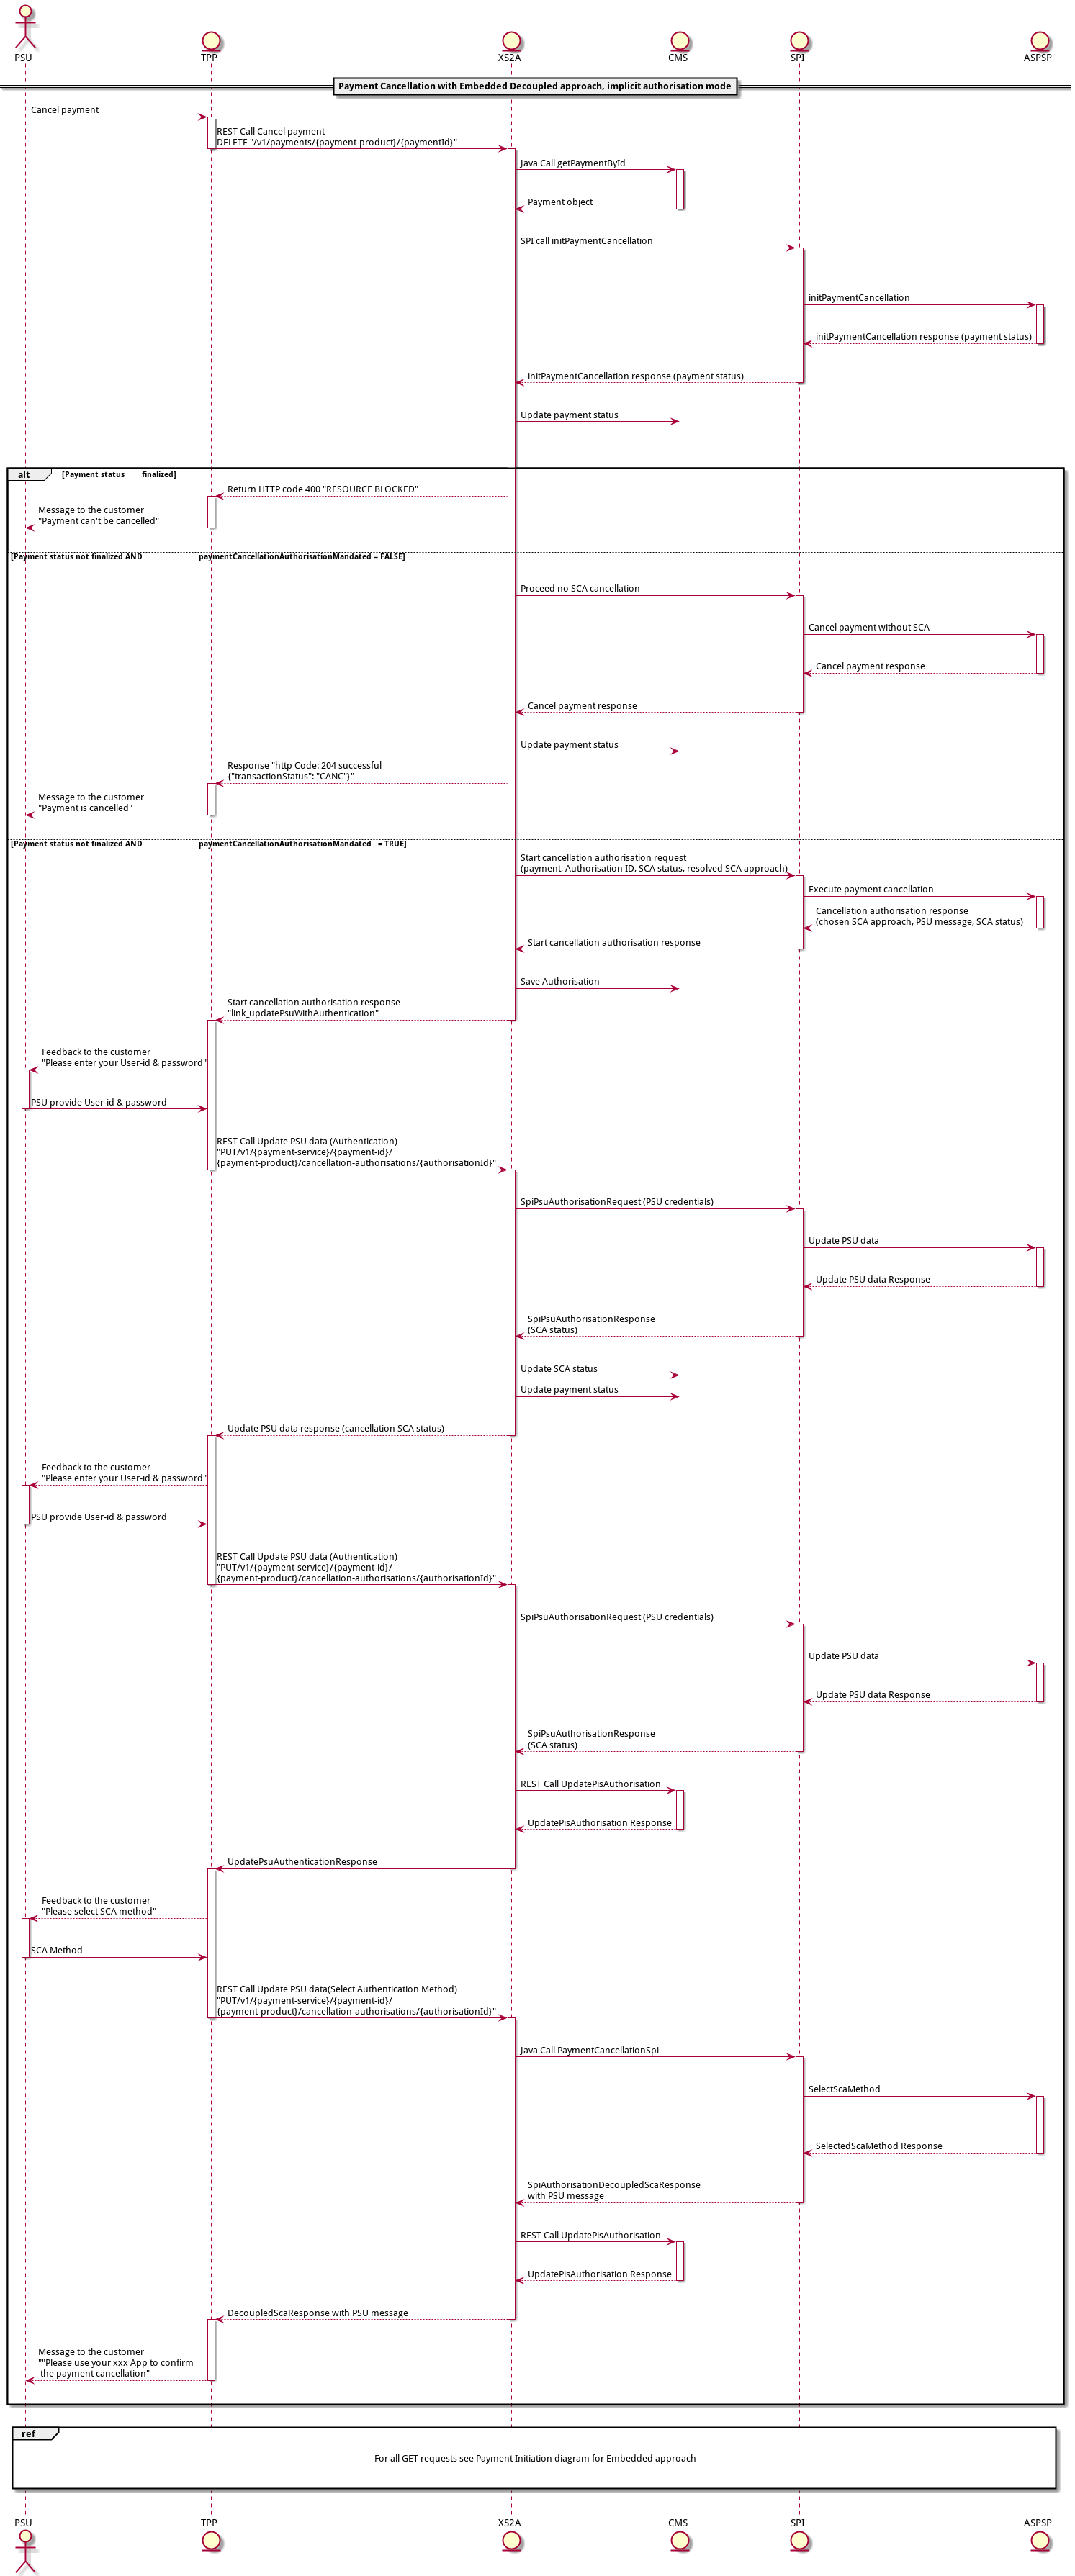 PSU
TPP
XS2A
CMS
SPI
ASPSP
Payment Cancellation with Embedded Decoupled approach, implicit authorisation mode
Cancel payment
REST Call Cancel payment
DELETE "/v1/payments/{payment-product}/{paymentId}"
Java Call getPaymentById
Payment object
SPI call initPaymentCancellation
initPaymentCancellation
initPaymentCancellation response (payment status)
initPaymentCancellation response (payment status)
Update payment status
alt [Payment status finalized]
Return HTTP code 400 "RESOURCE BLOCKED"
Message to the customer
"Payment can't be cancelled"
[Payment status not finalized AND paymentCancellationAuthorisationMandated = FALSE]
Proceed no SCA cancellation
Cancel payment without SCA
Cancel payment response
Cancel payment response
Update payment status
Response "http Code: 204 successful
{"transactionStatus": "CANC"}"
Message to the customer
"Payment is cancelled"
[Payment status not finalized AND paymentCancellationAuthorisationMandated = TRUE]
Start cancellation authorisation request
(payment, Authorisation ID, SCA status, resolved SCA approach)
Execute payment cancellation
Cancellation authorisation response
(chosen SCA approach, PSU message, SCA status)
Start cancellation authorisation response
Save Authorisation
Start cancellation authorisation response
"link_updatePsuWithAuthentication"
Feedback to the customer
"Please enter your User-id & password"
PSU provide User-id & password
REST Call Update PSU data (Authentication)
"PUT/v1/{payment-service}/{payment-id}/
{payment-product}/cancellation-authorisations/{authorisationId}"
SpiPsuAuthorisationRequest (PSU credentials)
Update PSU data
Update PSU data Response
SpiPsuAuthorisationResponse
(SCA status)
Update SCA status
Update payment status
Update PSU data response (cancellation SCA status)
Feedback to the customer
"Please enter your User-id & password"
PSU provide User-id & password
REST Call Update PSU data (Authentication)
"PUT/v1/{payment-service}/{payment-id}/
{payment-product}/cancellation-authorisations/{authorisationId}"
SpiPsuAuthorisationRequest (PSU credentials)
Update PSU data
Update PSU data Response
SpiPsuAuthorisationResponse
(SCA status)
REST Call UpdatePisAuthorisation
UpdatePisAuthorisation Response
UpdatePsuAuthenticationResponse
Feedback to the customer
"Please select SCA method"
SCA Method
REST Call Update PSU data(Select Authentication Method)
"PUT/v1/{payment-service}/{payment-id}/
{payment-product}/cancellation-authorisations/{authorisationId}"
Java Call PaymentCancellationSpi
SelectScaMethod
SelectedScaMethod Response
SpiAuthorisationDecoupledScaResponse
with PSU message
REST Call UpdatePisAuthorisation
UpdatePisAuthorisation Response
DecoupledScaResponse with PSU message
Message to the customer
""Please use your xxx App to confirm
the payment cancellation"
ref
For all GET requests see Payment Initiation diagram for Embedded approach
PSU
TPP
XS2A
CMS
SPI
ASPSP